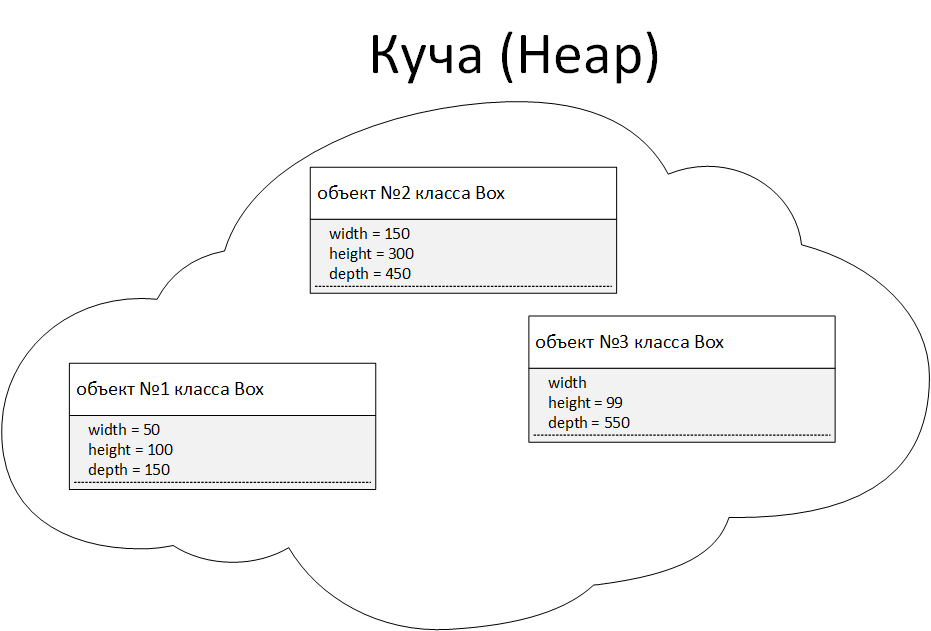 Куча (Heap)
объект №2 класса Box
width = 150
height = 300
depth = 450
объект №3 класса Box
width
height = 99
depth = 550
объект №1 класса Box
width = 50
height = 100
depth = 150